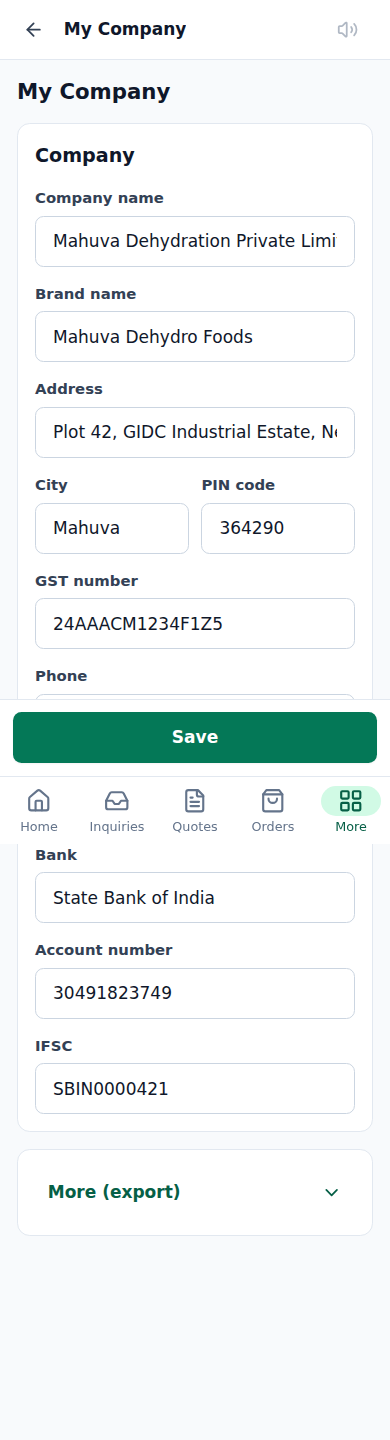 My Company
My Company
Company
Company name
Mahuva Dehydration Private Limi
Brand name
Mahuva Dehydro Foods
Address
Plot 42, GIDC Industrial Estate, Ne
City PIN code
Mahuva 364290
GST number
24AAACM1234F1Z5
Phone
Save
Home Inquiries Quotes Orders More
Bank
State Bank of India
Account number
30491823749
IFSC
SBIN0000421
More (export)